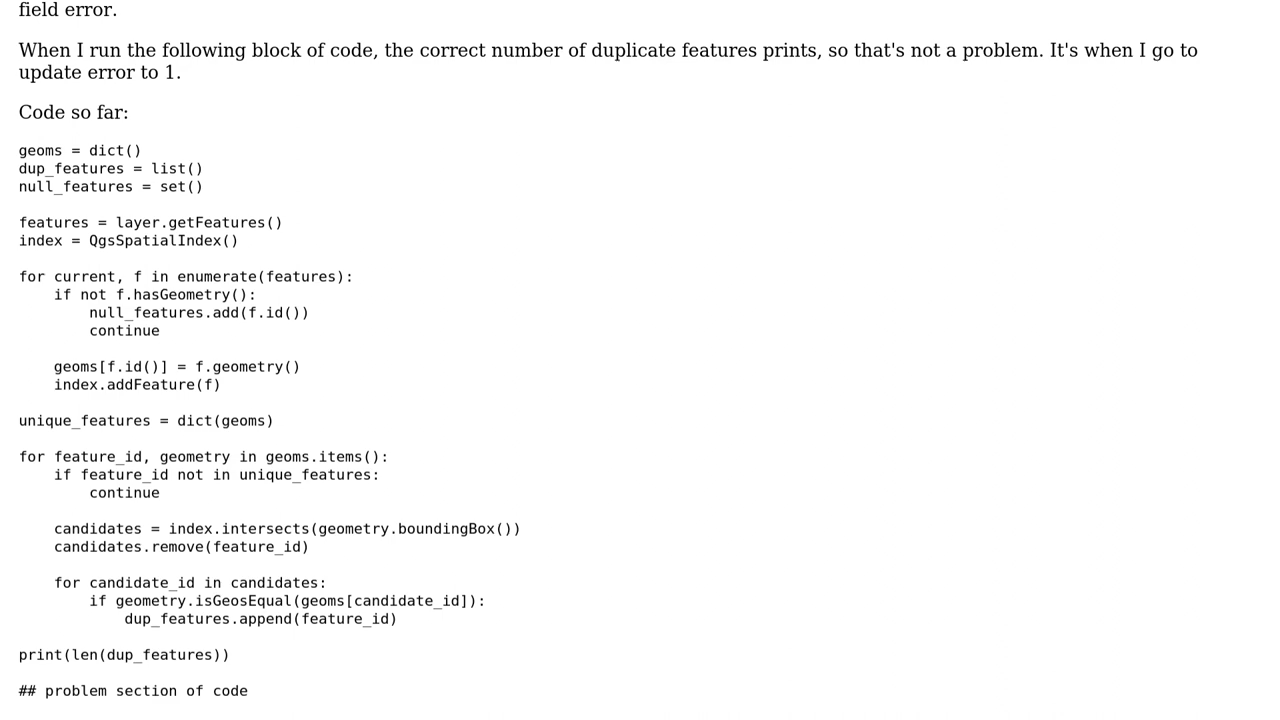 field error.
When I run the following block of code, the correct number of duplicate features prints, so that's not a problem. It's when I go to
update error to 1.
Code so far:
geoms = dict()
dup_features = list()
null_features = set()
features = layer.getFeatures()
index = QgsSpatialIndex()
for current, f in enumerate(features):
    if not f.hasGeometry():
        null_features.add(f.id())
        continue
    geoms[f.id()] = f.geometry()
    index.addFeature(f)
unique_features = dict(geoms)
for feature_id, geometry in geoms.items():
    if feature_id not in unique_features:
        continue
    candidates = index.intersects(geometry.boundingBox())
    candidates.remove(feature_id)
    for candidate_id in candidates:
        if geometry.isGeosEqual(geoms[candidate_id]):
            dup_features.append(feature_id)
print(len(dup_features))
## problem section of code